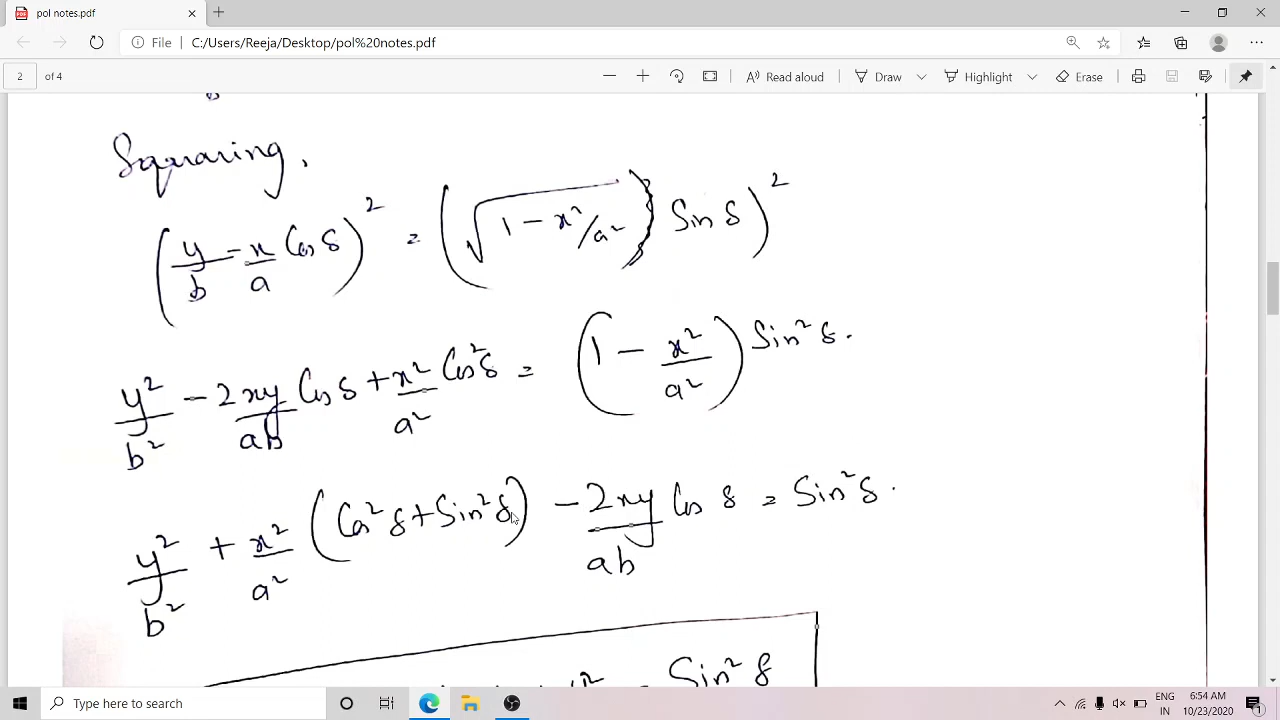 pol notes.pdf
File C:/Users/Reeja/Desktop/pol%20notes.pdf
2 of 4 Read aloud Draw Highlight Erase
Squaring,
(y/b - x/a Cos δ)² = (√(1 - x²/a²) Sin δ)²
y²/b² - 2xy/ab Cos δ + x²/a² Cos²δ = (1 - x²/a²) Sin²δ.
y²/b² + x²/a² (Cos²δ + Sin²δ) - 2xy/ab Cos δ = Sin²δ.
Sin²δ
Type here to search
ENG 6:54 AM
IN 10/23/2020
1